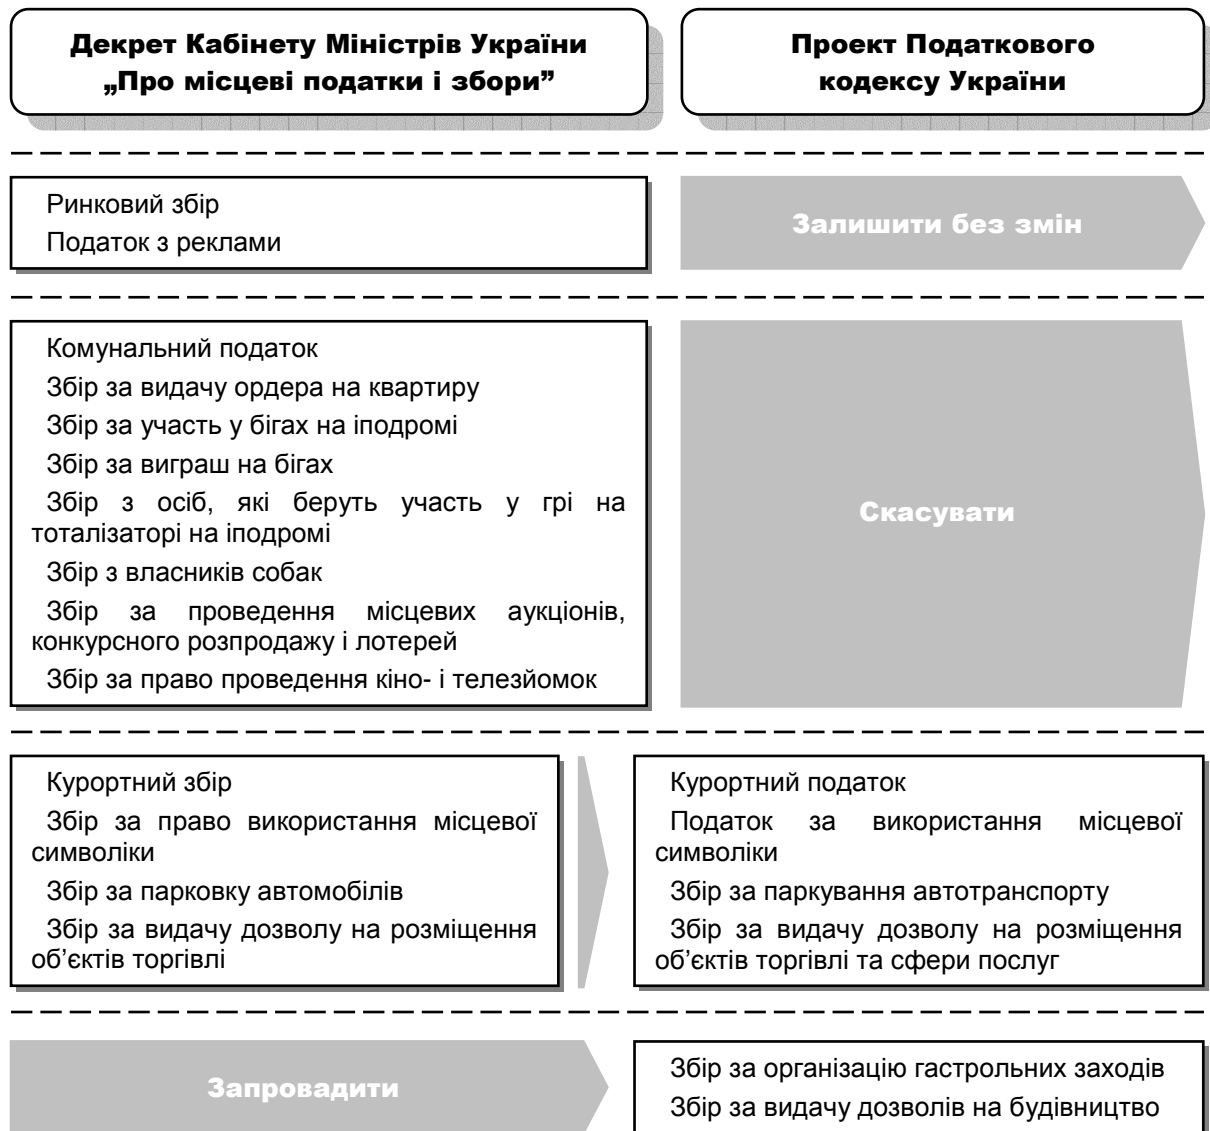 Декрет Кабінету Міністрів України
„Про місцеві податки і збори”
Проект Податкового
кодексу України
Ринковий збір
Податок з реклами
Залишити без змін
Комунальний податок
Збір за видачу ордера на квартиру
Збір за участь у бігах на іподромі
Збір за виграш на бігах
Збір з осіб, які беруть участь у грі на
тоталізаторі на іподромі
Збір з власників собак
Збір за проведення місцевих аукціонів,
конкурсного розпродажу і лотерей
Збір за право проведення кіно- і телезйомок
Скасувати
Курортний збір
Збір за право використання місцевої
символіки
Збір за парковку автомобілів
Збір за видачу дозволу на розміщення
об’єктів торгівлі
Курортний податок
Податок за використання місцевої
символіки
Збір за паркування автотранспорту
Збір за видачу дозволу на розміщення
об’єктів торгівлі та сфери послуг
Запровадити
Збір за організацію гастрольних заходів
Збір за видачу дозволів на будівництво